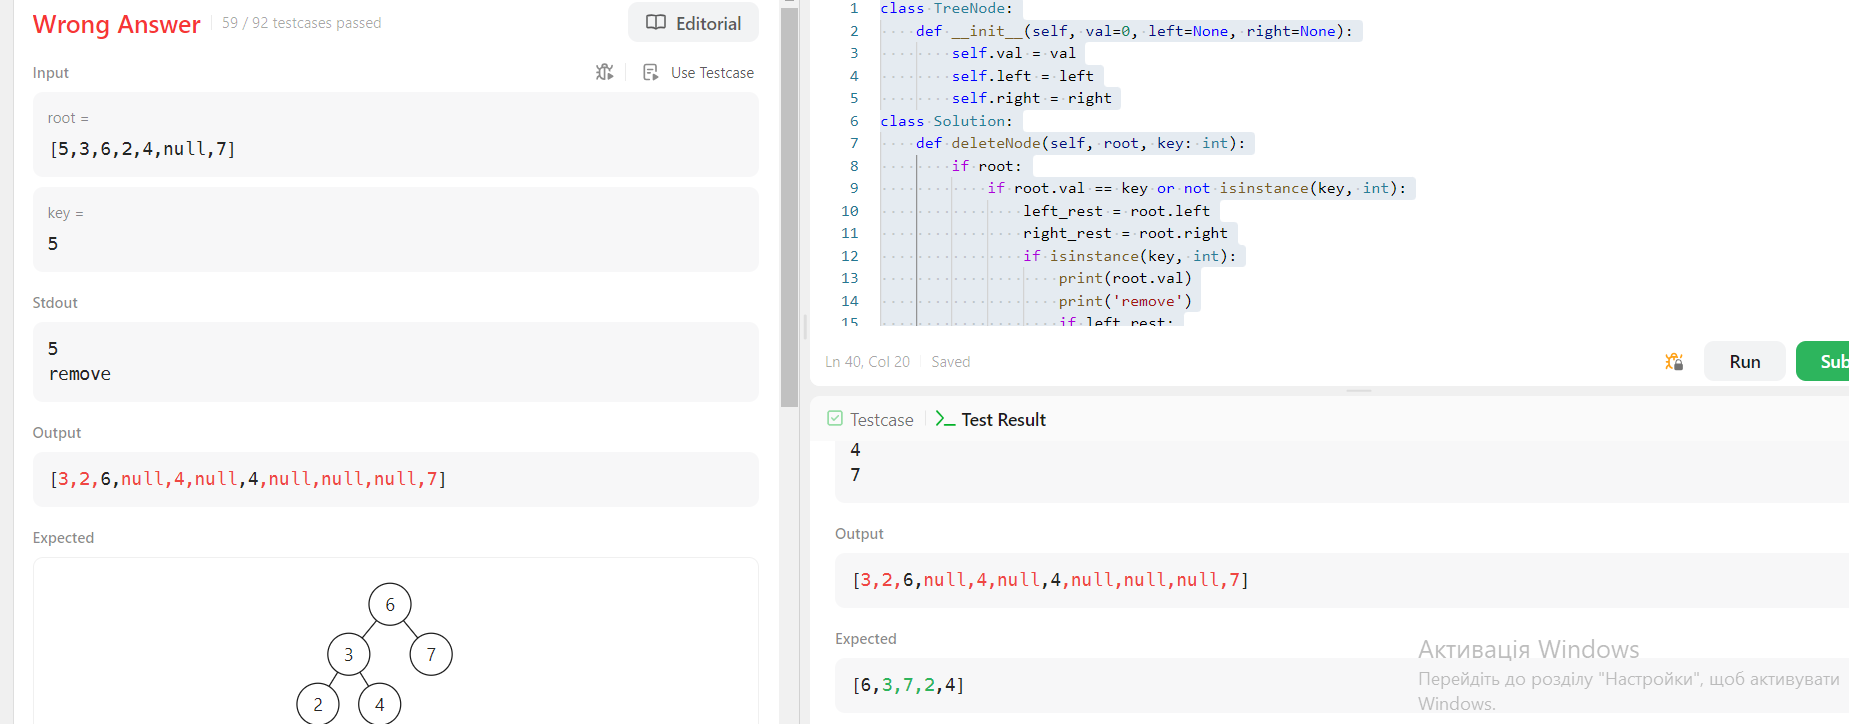 Wrong Answer
59 / 92 testcases passed
Editorial
Input
Use Testcase
root =
[5,3,6,2,4,null,7]
key =
5
Stdout
5
remove
Output
[3,2,6,null,4,null,4,null,null,null,7]
Expected
6
3
7
2
4
1 class TreeNode:
2     def __init__(self, val=0, left=None, right=None):
3         self.val = val
4         self.left = left
5         self.right = right
6 class Solution:
7     def deleteNode(self, root, key: int):
8         if root:
9             if root.val == key or not isinstance(key, int):
10                 left_rest = root.left
11                 right_rest = root.right
12                 if isinstance(key, int):
13                     print(root.val)
14                     print('remove')
15                     if left_rest:
Ln 40, Col 20
Saved
Run
Sub
Testcase
Test Result
4
7
Output
[3,2,6,null,4,null,4,null,null,null,7]
Expected
[6,3,7,2,4]
Активація Windows
Перейдіть до розділу "Настройки", щоб активувати
Windows.